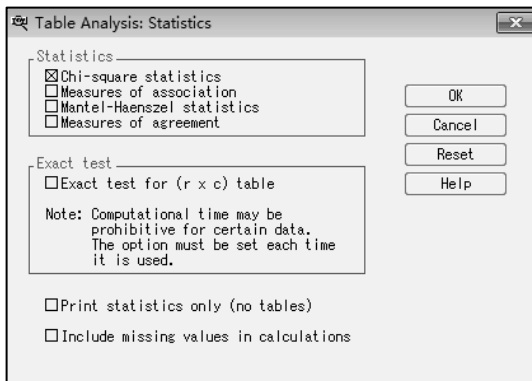 Table Analysis: Statistics
Statistics
Chi-square statistics
Measures of association
Mantel-Haenszel statistics
Measures of agreement
Exact test
Exact test for (r x c) table
Note: Computational time may be
prohibitive for certain data.
The option must be set each time
it is used.
Print statistics only (no tables)
Include missing values in calculations
OK
Cancel
Reset
Help